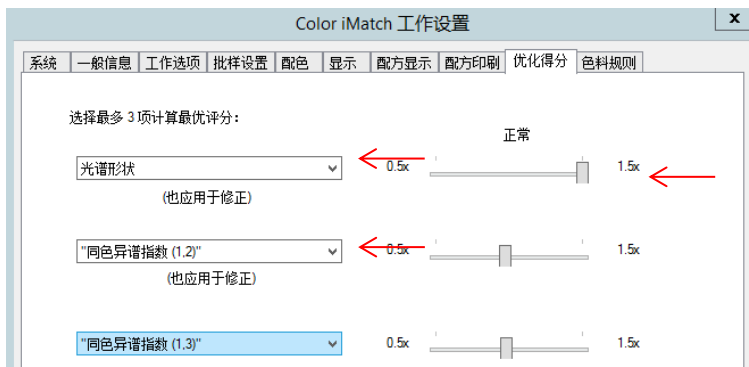 Color iMatch 工作设置 x
系统 一般信息 工作选项 批样设置 配色 显示 配方显示 配方印刷 优化得分 色料规则
选择最多 3 项计算最优评分：
正常
光谱形状 0.5x 1.5x
(也应用于修正)
"同色异谱指数 (1,2)" 0.5x 1.5x
(也应用于修正)
"同色异谱指数 (1,3)" 0.5x 1.5x